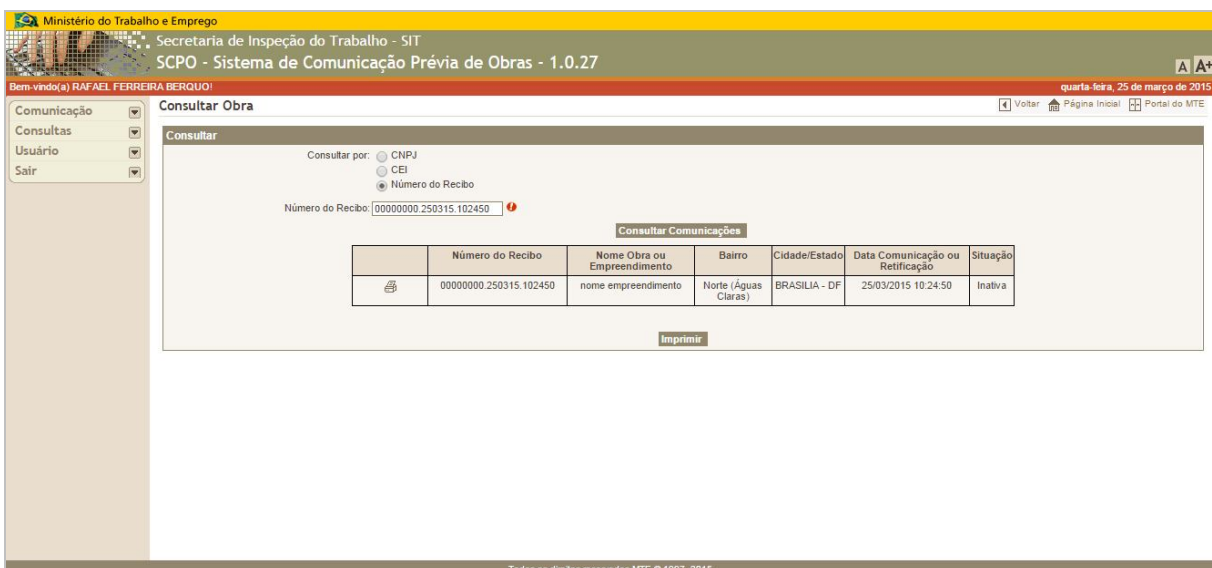 Ministério do Trabalho e Emprego
Secretaria de Inspeção do Trabalho - SIT
SCPO - Sistema de Comunicação Prévia de Obras - 1.0.27
A A+
Bem-vindo(a) RAFAEL FERREIRA BERQUO! quarta-feira, 25 de março de 2015
Comunicação
Consultas
Usuário
Sair
Consultar Obra Voltar Página Inicial Portal do MTE
Consultar
Consultar por: CNPJ
CEI
Número do Recibo
Número do Recibo: 00000000.250315.102450
Consultar Comunicações
Número do Recibo Nome Obra ou Empreendimento Bairro Cidade/Estado Data Comunicação ou Retificação Situação
00000000.250315.102450 nome empreendimento Norte (Águas Claras) BRASILIA - DF 25/03/2015 10:24:50 Inativa
Imprimir